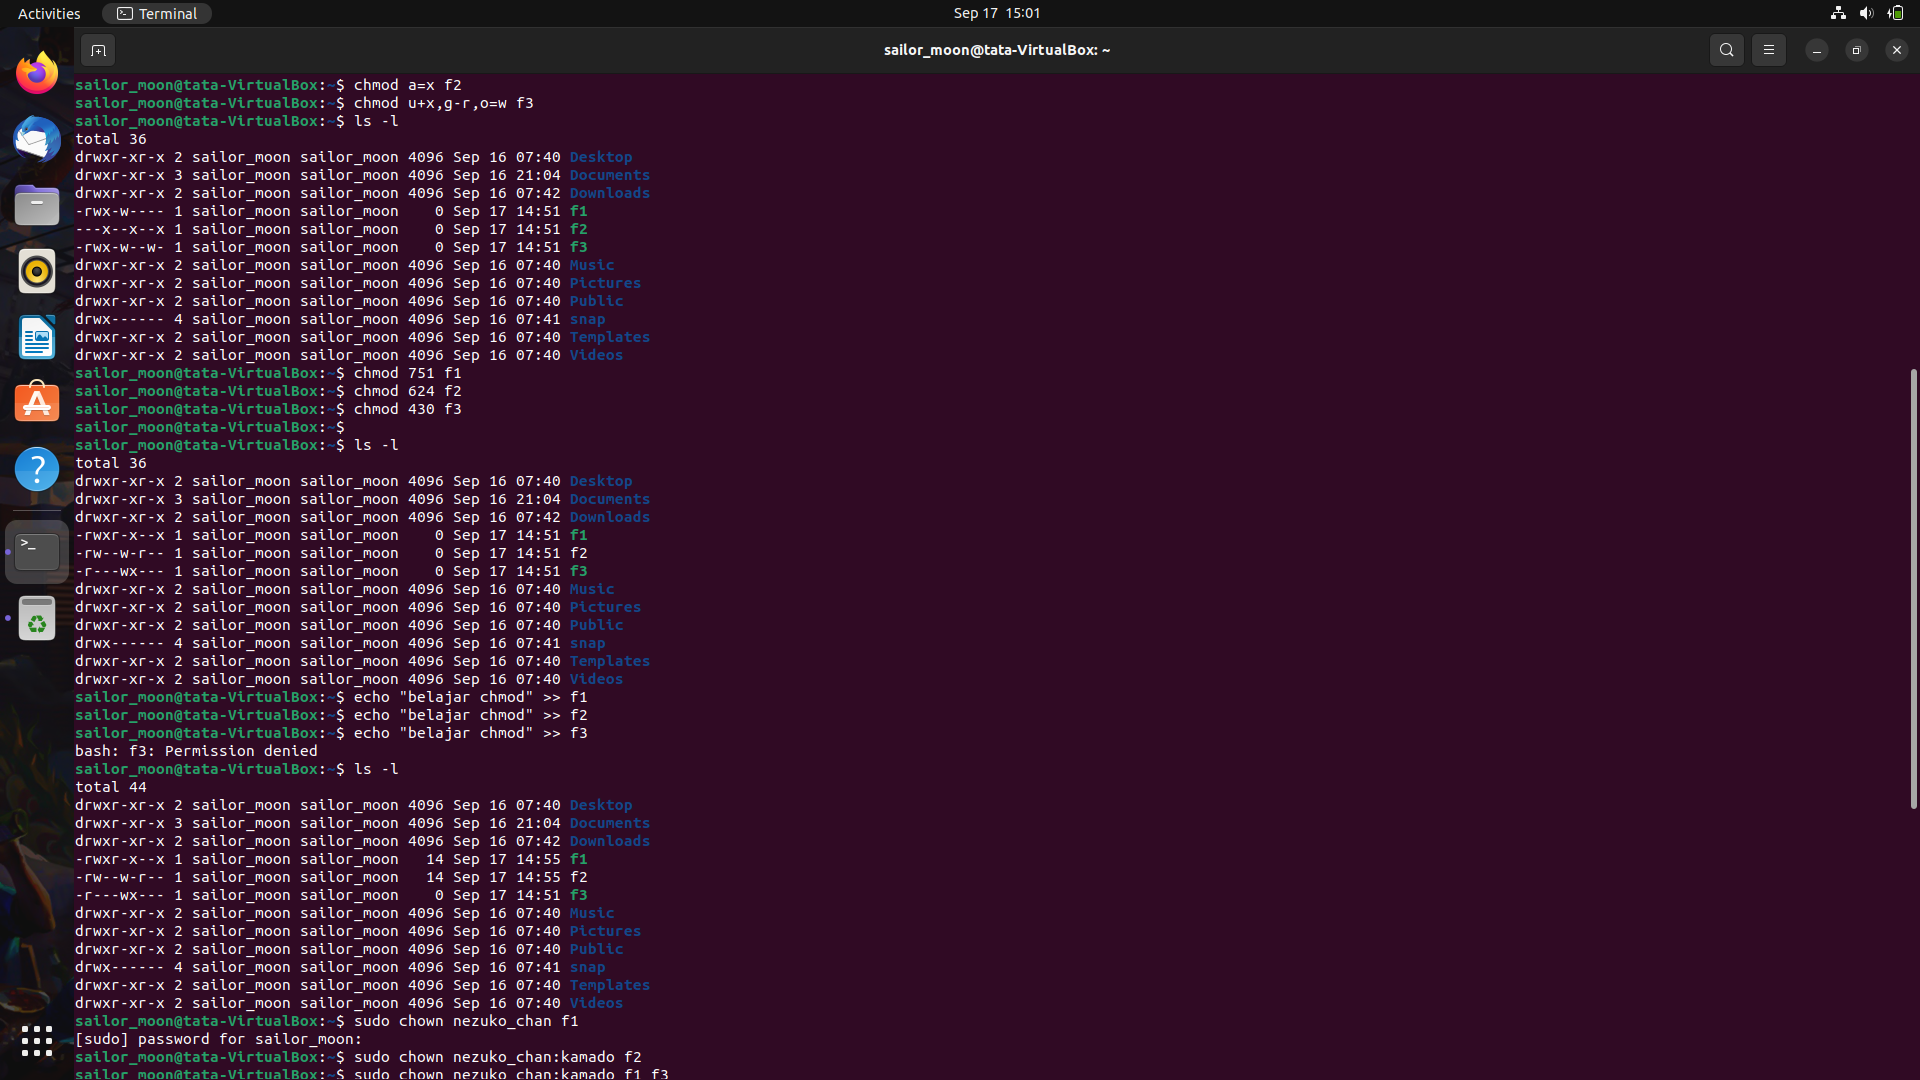 Activities
Terminal
Sep 17 15:01
sailor_moon@tata-VirtualBox: ~
sailor_moon@tata-VirtualBox:~$ chmod a=x f2
sailor_moon@tata-VirtualBox:~$ chmod u+x,g-r,o=w f3
sailor_moon@tata-VirtualBox:~$ ls -l
total 36
drwxr-xr-x 2 sailor_moon sailor_moon 4096 Sep 16 07:40 Desktop
drwxr-xr-x 3 sailor_moon sailor_moon 4096 Sep 16 21:04 Documents
drwxr-xr-x 2 sailor_moon sailor_moon 4096 Sep 16 07:42 Downloads
-rwx-w---- 1 sailor_moon sailor_moon    0 Sep 17 14:51 f1
---x--x--x 1 sailor_moon sailor_moon    0 Sep 17 14:51 f2
-rwx-w--w- 1 sailor_moon sailor_moon    0 Sep 17 14:51 f3
drwxr-xr-x 2 sailor_moon sailor_moon 4096 Sep 16 07:40 Music
drwxr-xr-x 2 sailor_moon sailor_moon 4096 Sep 16 07:40 Pictures
drwxr-xr-x 2 sailor_moon sailor_moon 4096 Sep 16 07:40 Public
drwx------ 4 sailor_moon sailor_moon 4096 Sep 16 07:41 snap
drwxr-xr-x 2 sailor_moon sailor_moon 4096 Sep 16 07:40 Templates
drwxr-xr-x 2 sailor_moon sailor_moon 4096 Sep 16 07:40 Videos
sailor_moon@tata-VirtualBox:~$ chmod 751 f1
sailor_moon@tata-VirtualBox:~$ chmod 624 f2
sailor_moon@tata-VirtualBox:~$ chmod 430 f3
sailor_moon@tata-VirtualBox:~$
sailor_moon@tata-VirtualBox:~$ ls -l
total 36
drwxr-xr-x 2 sailor_moon sailor_moon 4096 Sep 16 07:40 Desktop
drwxr-xr-x 3 sailor_moon sailor_moon 4096 Sep 16 21:04 Documents
drwxr-xr-x 2 sailor_moon sailor_moon 4096 Sep 16 07:42 Downloads
-rwxr-x--x 1 sailor_moon sailor_moon    0 Sep 17 14:51 f1
-rw--w-r-- 1 sailor_moon sailor_moon    0 Sep 17 14:51 f2
-r---wx--- 1 sailor_moon sailor_moon    0 Sep 17 14:51 f3
drwxr-xr-x 2 sailor_moon sailor_moon 4096 Sep 16 07:40 Music
drwxr-xr-x 2 sailor_moon sailor_moon 4096 Sep 16 07:40 Pictures
drwxr-xr-x 2 sailor_moon sailor_moon 4096 Sep 16 07:40 Public
drwx------ 4 sailor_moon sailor_moon 4096 Sep 16 07:41 snap
drwxr-xr-x 2 sailor_moon sailor_moon 4096 Sep 16 07:40 Templates
drwxr-xr-x 2 sailor_moon sailor_moon 4096 Sep 16 07:40 Videos
sailor_moon@tata-VirtualBox:~$ echo "belajar chmod" >> f1
sailor_moon@tata-VirtualBox:~$ echo "belajar chmod" >> f2
sailor_moon@tata-VirtualBox:~$ echo "belajar chmod" >> f3
bash: f3: Permission denied
sailor_moon@tata-VirtualBox:~$ ls -l
total 44
drwxr-xr-x 2 sailor_moon sailor_moon 4096 Sep 16 07:40 Desktop
drwxr-xr-x 3 sailor_moon sailor_moon 4096 Sep 16 21:04 Documents
drwxr-xr-x 2 sailor_moon sailor_moon 4096 Sep 16 07:42 Downloads
-rwxr-x--x 1 sailor_moon sailor_moon   14 Sep 17 14:55 f1
-rw--w-r-- 1 sailor_moon sailor_moon   14 Sep 17 14:55 f2
-r---wx--- 1 sailor_moon sailor_moon    0 Sep 17 14:51 f3
drwxr-xr-x 2 sailor_moon sailor_moon 4096 Sep 16 07:40 Music
drwxr-xr-x 2 sailor_moon sailor_moon 4096 Sep 16 07:40 Pictures
drwxr-xr-x 2 sailor_moon sailor_moon 4096 Sep 16 07:40 Public
drwx------ 4 sailor_moon sailor_moon 4096 Sep 16 07:41 snap
drwxr-xr-x 2 sailor_moon sailor_moon 4096 Sep 16 07:40 Templates
drwxr-xr-x 2 sailor_moon sailor_moon 4096 Sep 16 07:40 Videos
sailor_moon@tata-VirtualBox:~$ sudo chown nezuko_chan f1
[sudo] password for sailor_moon:
sailor_moon@tata-VirtualBox:~$ sudo chown nezuko_chan:kamado f2
sailor_moon@tata-VirtualBox:~$ sudo chown nezuko_chan:kamado f1 f3